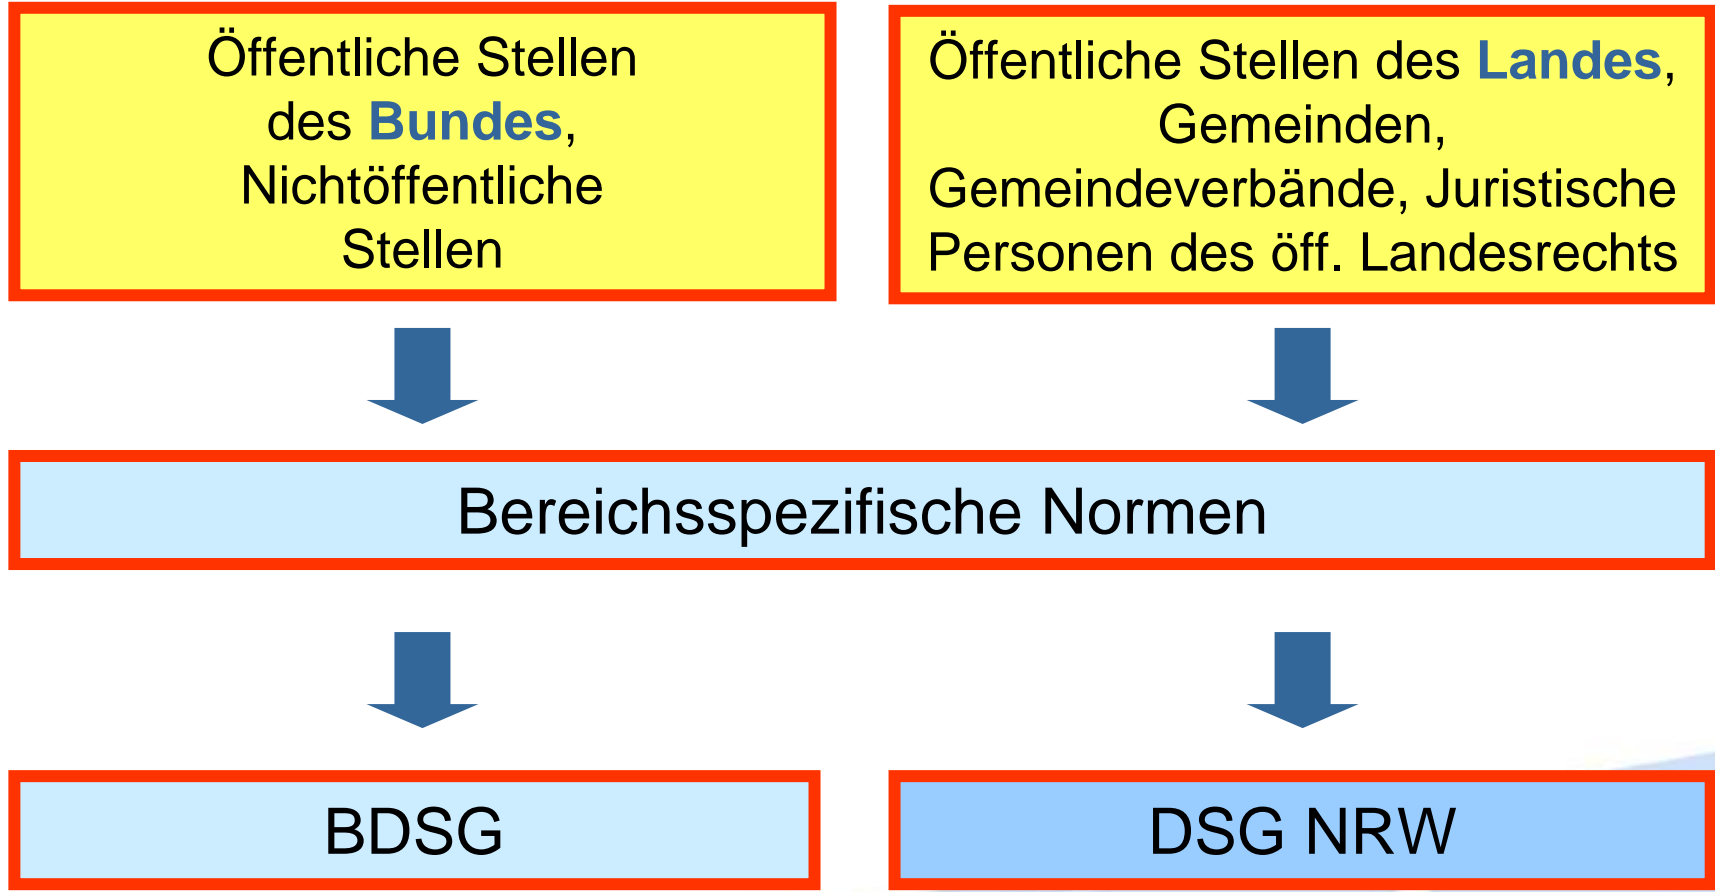 Öffentliche Stellen
des Bundes,
Nichtöffentliche
Stellen
Öffentliche Stellen des Landes,
Gemeinden,
Gemeindeverbände, Juristische
Personen des öff. Landesrechts
Bereichsspezifische Normen
BDSG
DSG NRW